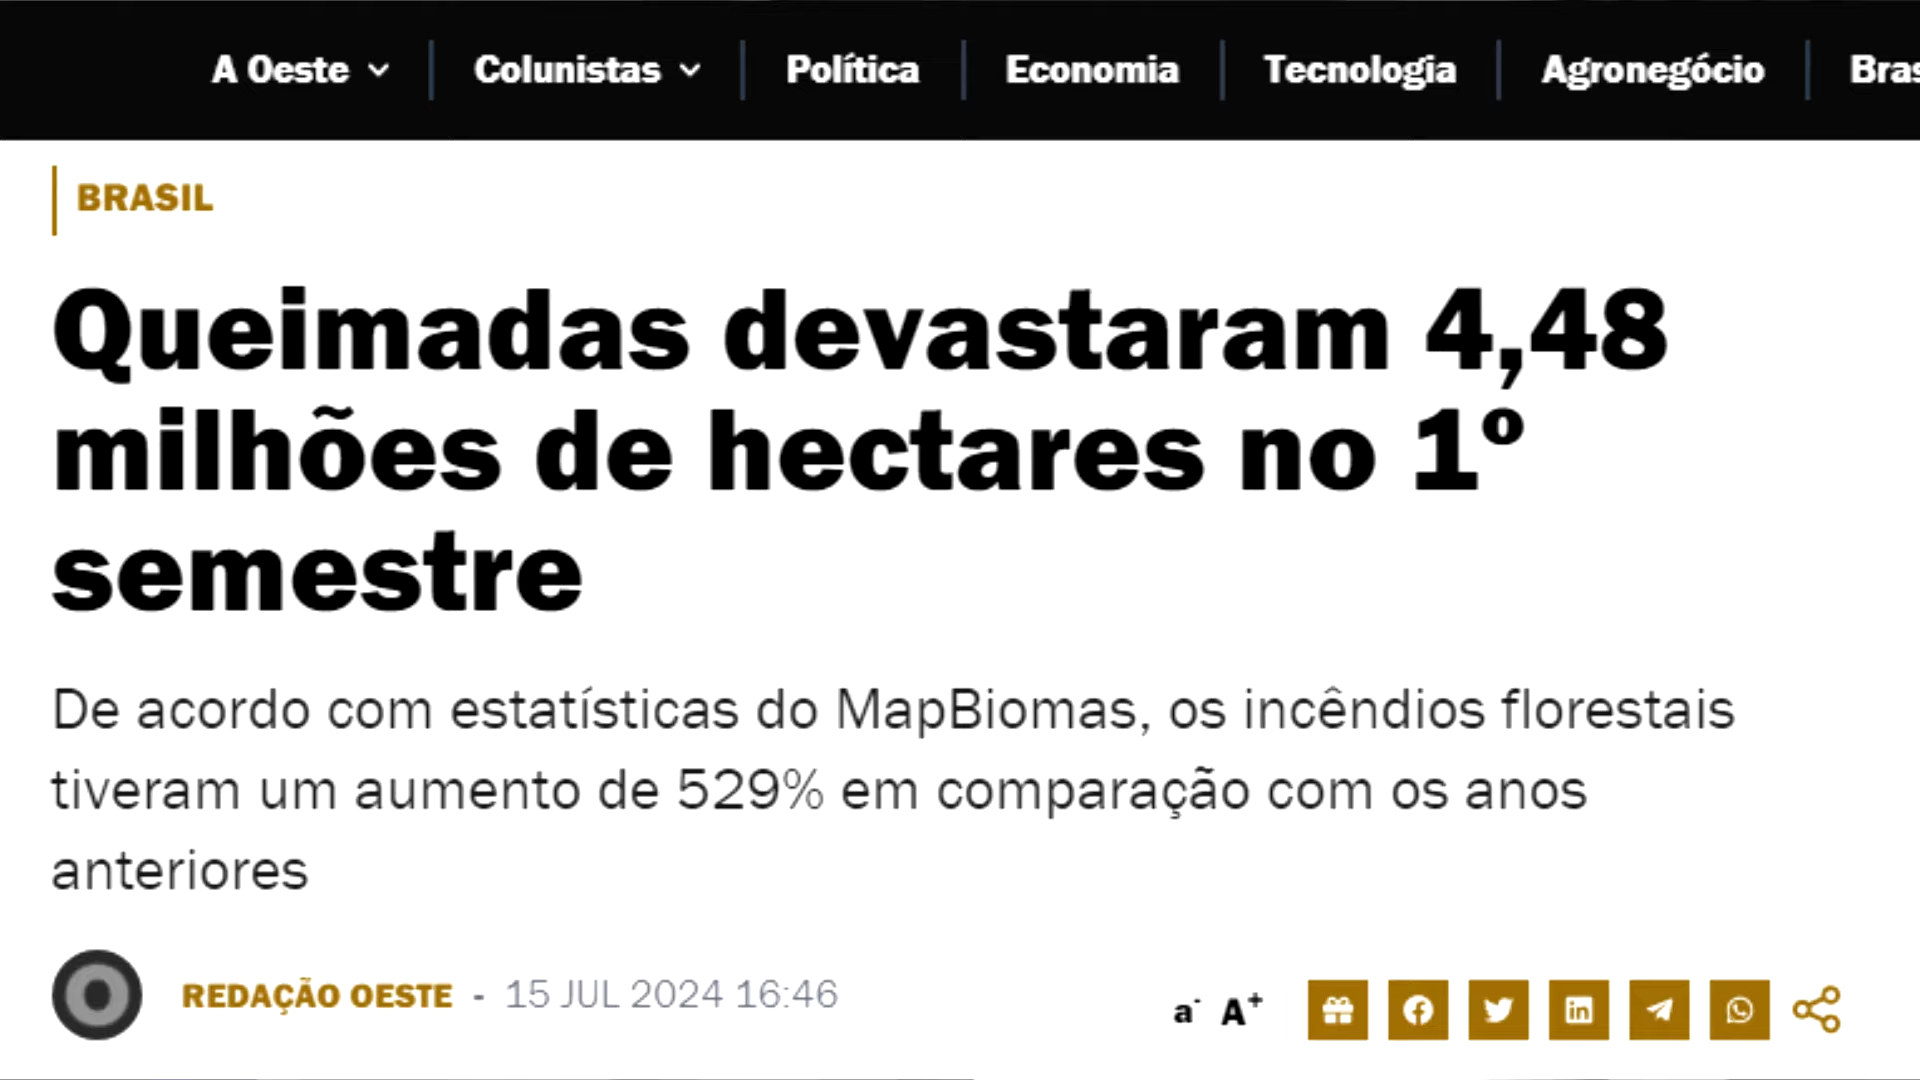 A Oeste Colunistas Política Economia Tecnologia Agronegócio
BRASIL
Queimadas devastaram 4,48
milhões de hectares no 1º
semestre
De acordo com estatísticas do MapBiomas, os incêndios florestais
tiveram um aumento de 529% em comparação com os anos
anteriores
REDAÇÃO OESTE - 15 JUL 2024 16:46
a- A+